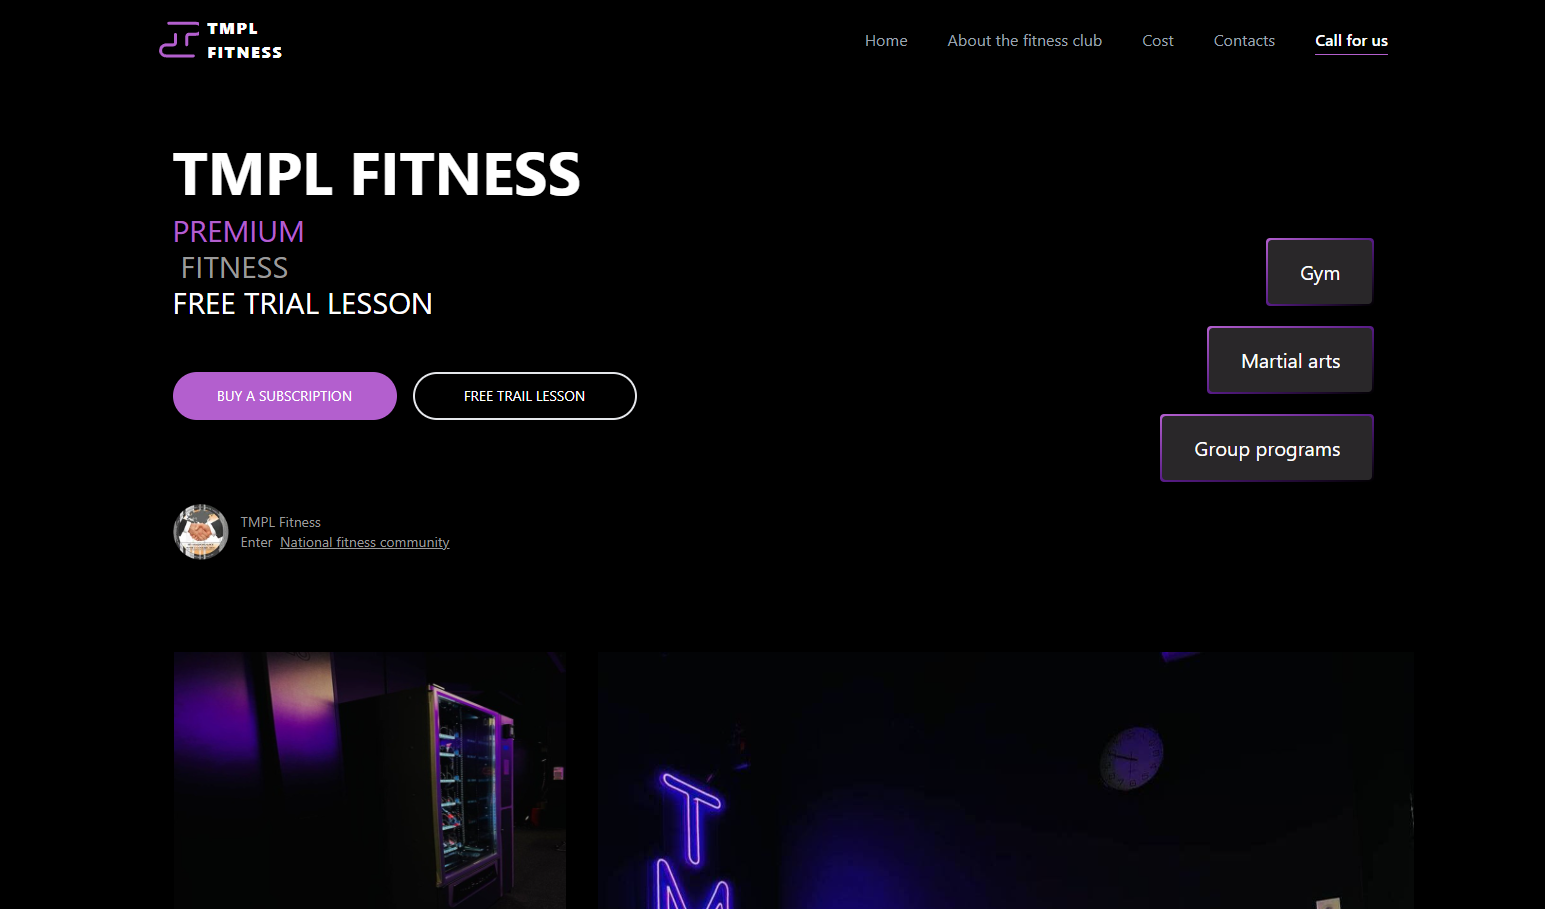 TMPL
FITNESS
Home
About the fitness club
Cost
Contacts
Call for us
TMPL FITNESS
PREMIUM
FITNESS
FREE TRIAL LESSON
BUY A SUBSCRIPTION
FREE TRAIL LESSON
Gym
Martial arts
Group programs
TMPL Fitness
Enter National fitness community
T
M